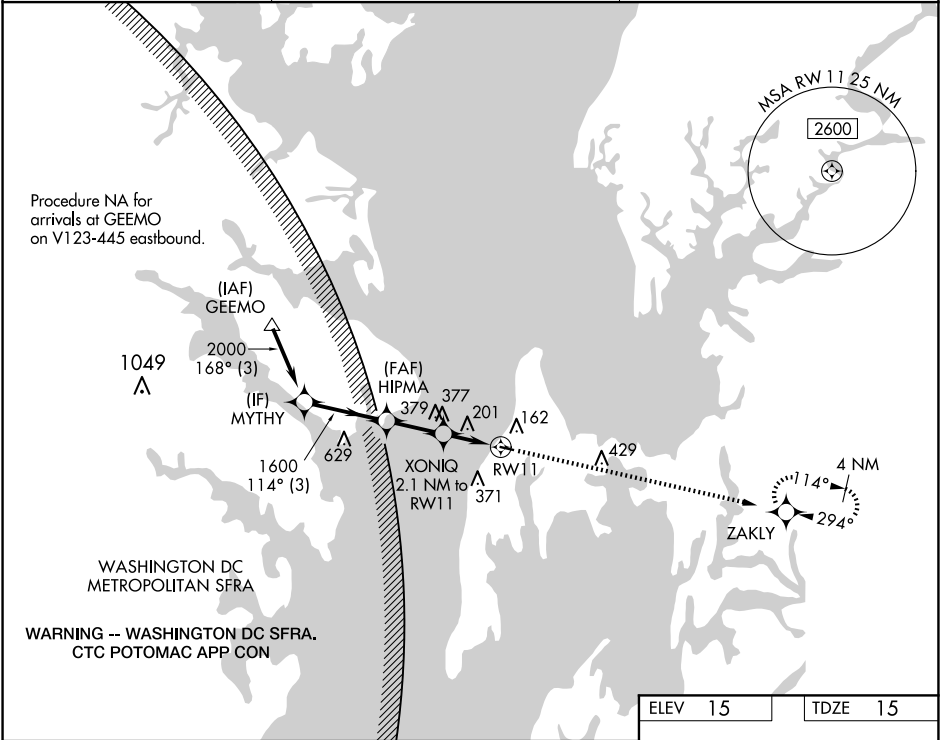 MSA RW 11 25 NM
2600
Procedure NA for
arrivals at GEEMO
on V123-445 eastbound.
(IAF)
GEEMO
2000
168° (3)
1049
(IF)
MYTHY
(FAF)
HIPMA
379
377
201
162
629
1600
114° (3)
XONIQ
2.1 NM to
RW11
371
RW11
429
4 NM
114°
294°
ZAKLY
WASHINGTON DC
METROPOLITAN SFRA
WARNING -- WASHINGTON DC SFRA.
CTC POTOMAC APP CON
ELEV 15
TDZE 15